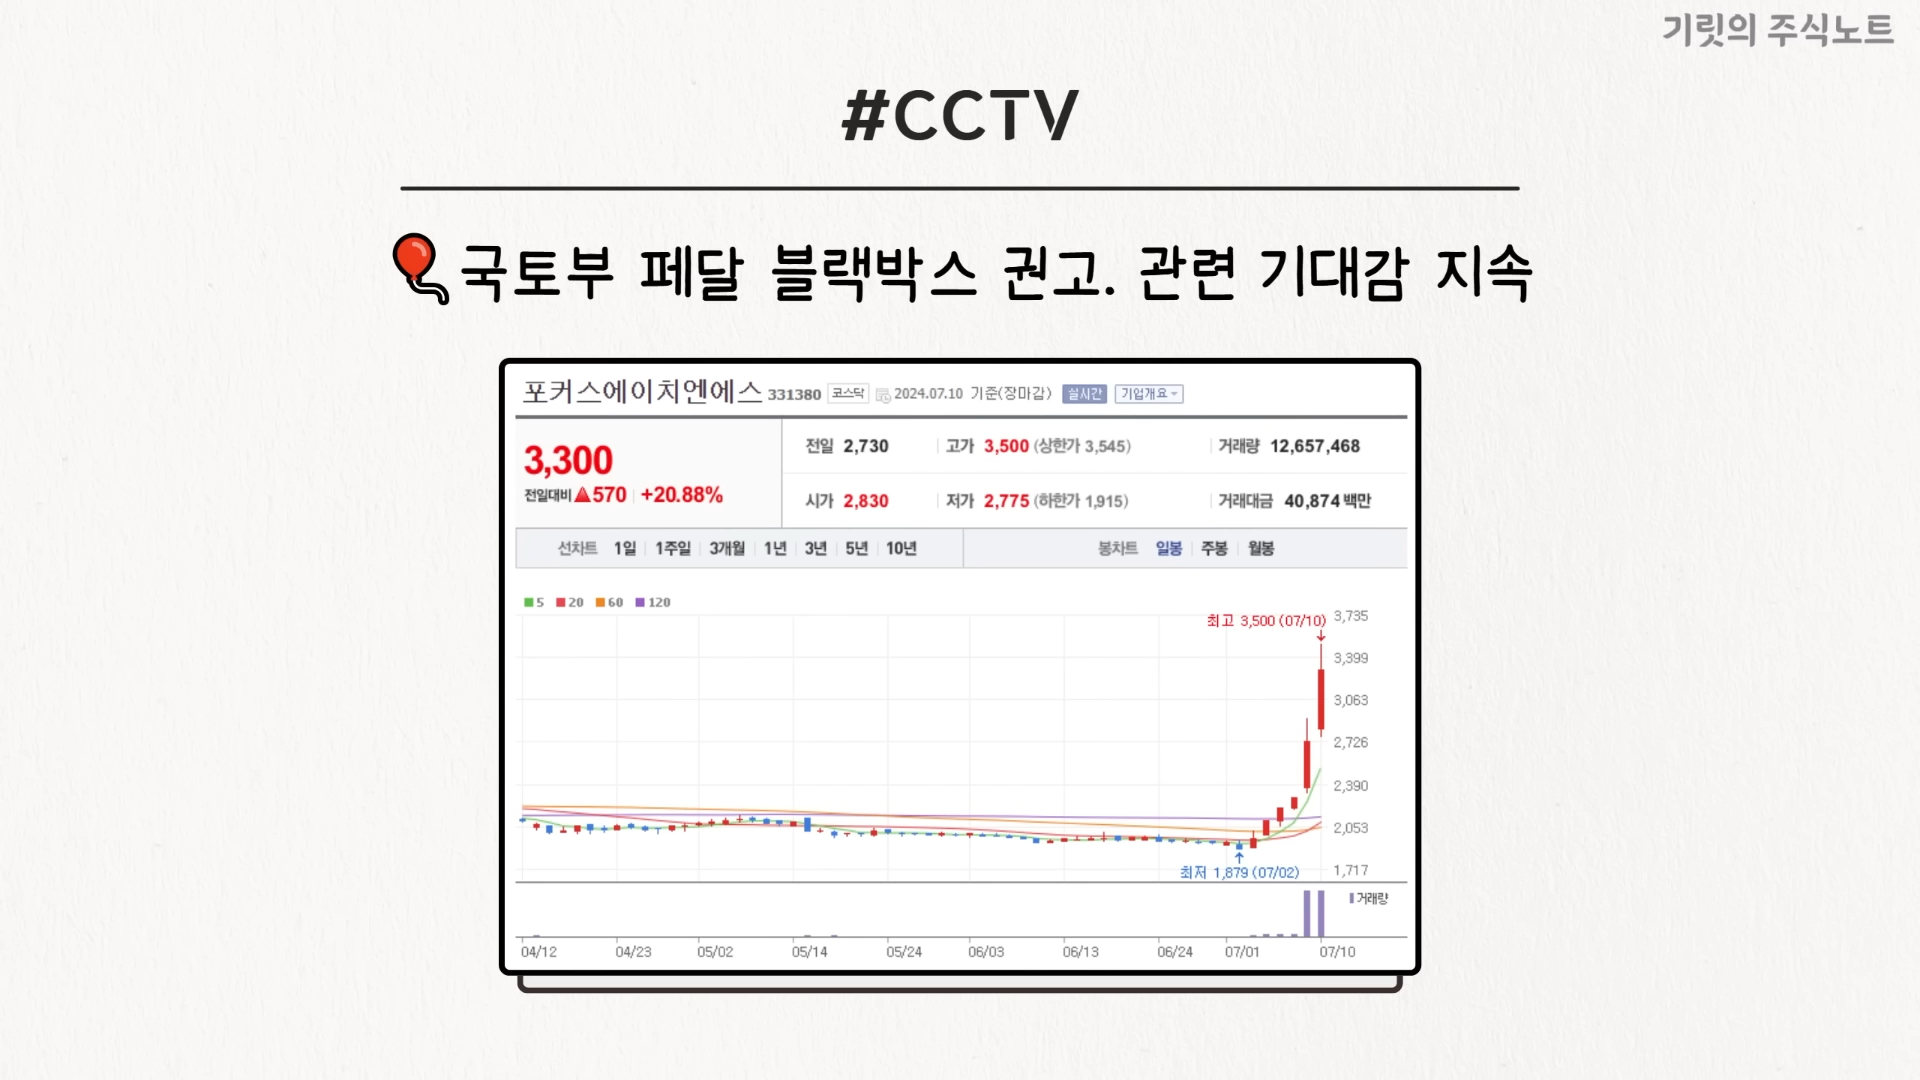 기릿의 주식노트
#CCTV
국토부 페달 블랙박스 권고. 관련 기대감 지속
포커스에이치엔에스 331380 코스닥 2024.07.10 기준(장마감) 실시간 기업개요
3,300
전일대비 ▲570 +20.88%
전일 2,730 고가 3,500 (상한가 3,545) 거래량 12,657,468
시가 2,830 저가 2,775 (하한가 1,915) 거래대금 40,874 백만
선차트 1일 1주일 3개월 1년 3년 5년 10년 봉차트 일봉 주봉 월봉
5 20 60 120
최고 3,500 (07/10)
3,735
3,399
3,063
2,726
2,390
2,053
1,717
최저 1,879 (07/02)
거래량
04/12 04/23 05/02 05/14 05/24 06/03 06/13 06/24 07/01 07/10